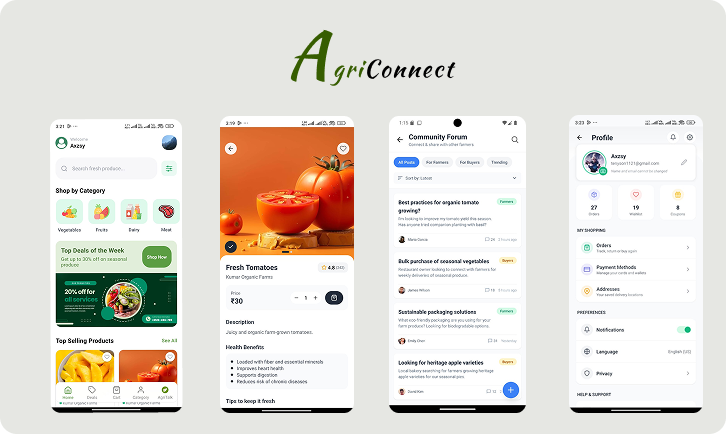 AgriConnect
3:21
Welcome
Axzsy
Search fresh produce...
Shop by Category
Vegetables
Fruits
Dairy
Meat
Top Deals of the Week
Get up to 30% off on seasonal
produce
Shop Now
20% off for
all services
Top Selling Products
See All
Home
Deals
Cart
Category
AgriTalk
Kumar Organic Farms
Kumar Organic Farms
3:19
Fresh Tomatoes
4.8
Kumar Organic Farms
Price
₹30
1
Description
Juicy and organic farm-grown tomatoes.
Health Benefits
Loaded with fiber and essential minerals
Improves heart health
Supports digestion
Reduces risk of chronic diseases
Tips to keep it fresh
1:15
Community Forum
Connect & share with other farmers
All Posts
For Farmers
For Buyers
Trending
Sort by: Latest
Best practices for organic tomato
growing?
Farmers
I'm looking to improve my tomato yield this season.
Has anyone tried companion planting with basil?
Maria Garcia
24
2 hours ago
Bulk purchase of seasonal vegetables
Buyers
Restaurant owner looking to connect with farmers for
weekly deliveries of seasonal produce.
James Wilson
Sustainable packaging solutions
Farmers
What eco-friendly packaging are you using for your
farm produce? Looking for biodegradable options.
Emily Chen
Yesterday
Looking for heritage apple varieties
Buyers
Local bakery searching for farmers growing heritage
apple varieties for our seasonal pies.
David Kim
12
3:23
Profile
Axzsy
27
Orders
19
Wishlist
8
Coupons
MY SHOPPING
Orders
Track, return or buy again
Payment Methods
Manage your cards and wallets
Addresses
Your saved delivery locations
PREFERENCES
Notifications
Language
English (US)
Privacy
HELP & SUPPORT